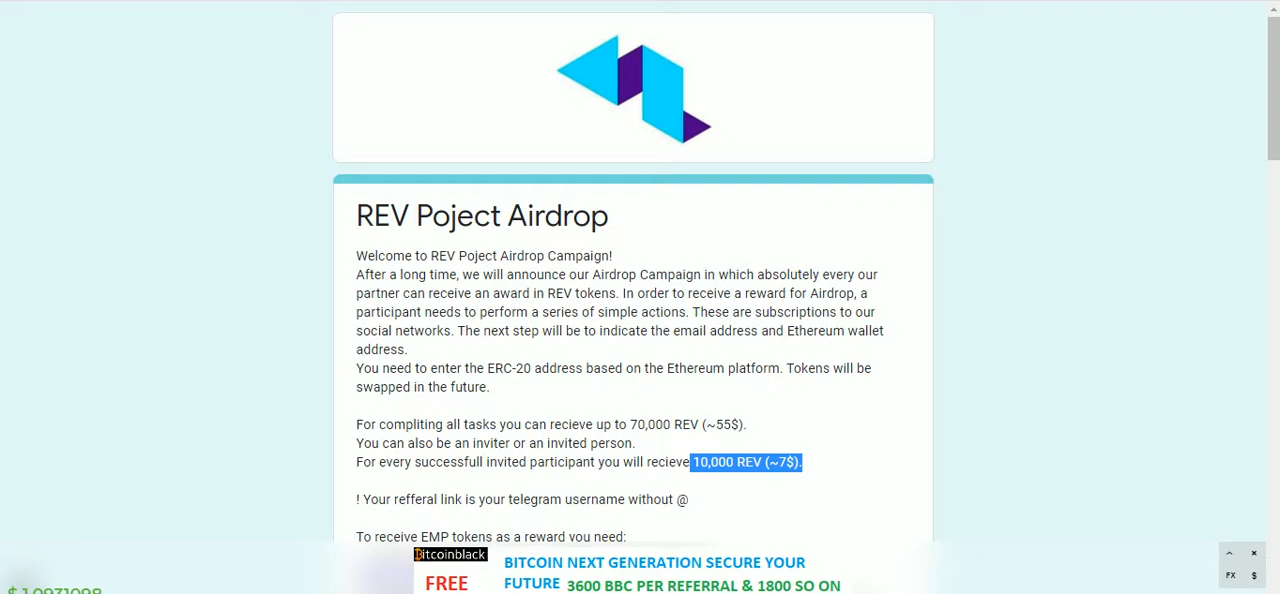 REV Poject Airdrop
Welcome to REV Poject Airdrop Campaign!
After a long time, we will announce our Airdrop Campaign in which absolutely every our
partner can receive an award in REV tokens. In order to receive a reward for Airdrop, a
participant needs to perform a series of simple actions. These are subscriptions to our
social networks. The next step will be to indicate the email address and Ethereum wallet
address.
You need to enter the ERC-20 address based on the Ethereum platform. Tokens will be
swapped in the future.
For compliting all tasks you can recieve up to 70,000 REV (~55$).
You can also be an inviter or an invited person.
For every successfull invited participant you will recieve 10,000 REV (~7$).
! Your refferal link is your telegram username without @
To receive EMP tokens as a reward you need:
Bitcoinblack
FREE
BITCOIN NEXT GENERATION SECURE YOUR
FUTURE 3600 BBC PER REFERRAL & 1800 SO ON
FX $